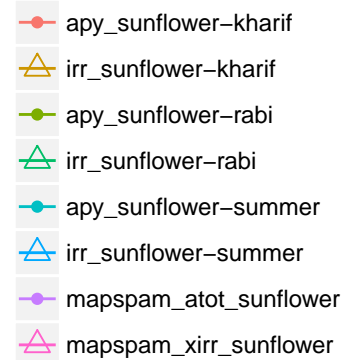 apy_sunflower−kharif
irr_sunflower−kharif
apy_sunflower−rabi
irr_sunflower−rabi
apy_sunflower−summer
irr_sunflower−summer
mapspam_atot_sunflower
mapspam_xirr_sunflower